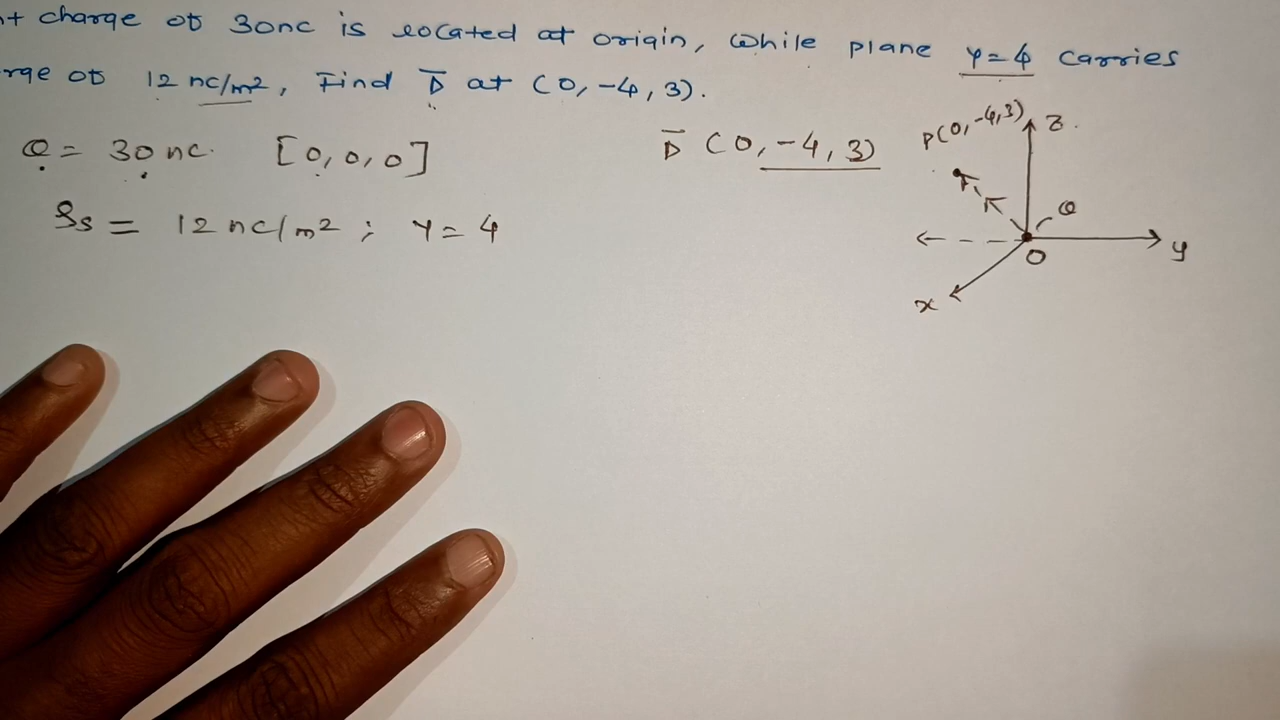 nt charge of 30nc is located at origin, while plane y=4 carries
rge of 12 nc/m², Find D̅ at (0,-4,3).
Q = 30 nc. [0,0,0]
D̅ (0,-4,3)
P(0,-4,3)
z
ρs = 12 nc/m² ; y = 4
Q
O
y
x